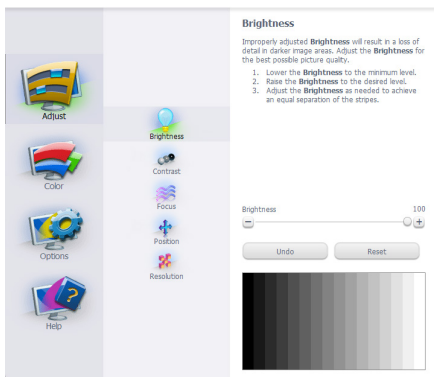 Adjust
Color
Options
Help
Brightness
Contrast
Focus
Position
Resolution
Brightness
Improperly adjusted Brightness will result in a loss of
detail in darker image areas. Adjust the Brightness for
the best possible picture quality.
1. Lower the Brightness to the minimum level.
2. Raise the Brightness to the desired level.
3. Adjust the Brightness as needed to achieve
an equal separation of the stripes.
Brightness 100
Undo Reset